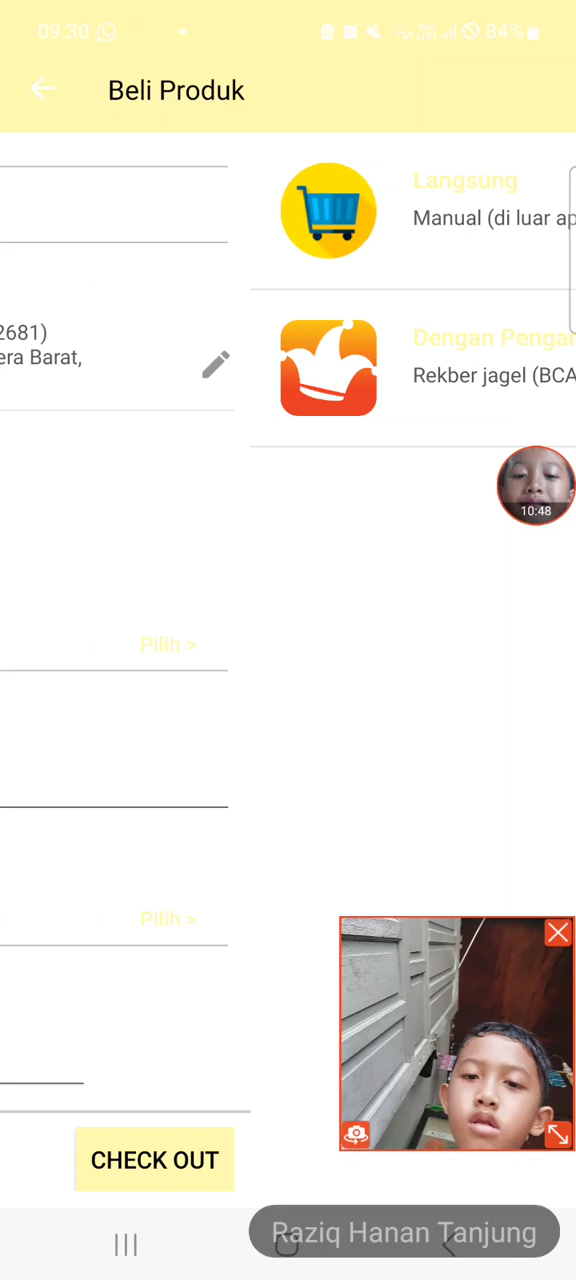 09.30
84%
Beli Produk
Langsung
Manual (di luar ap
2681)
era Barat,
Dengan Pengar
Rekber jagel (BCA
10:48
Pilih >
Pilih >
CHECK OUT
Raziq Hanan Tanjung